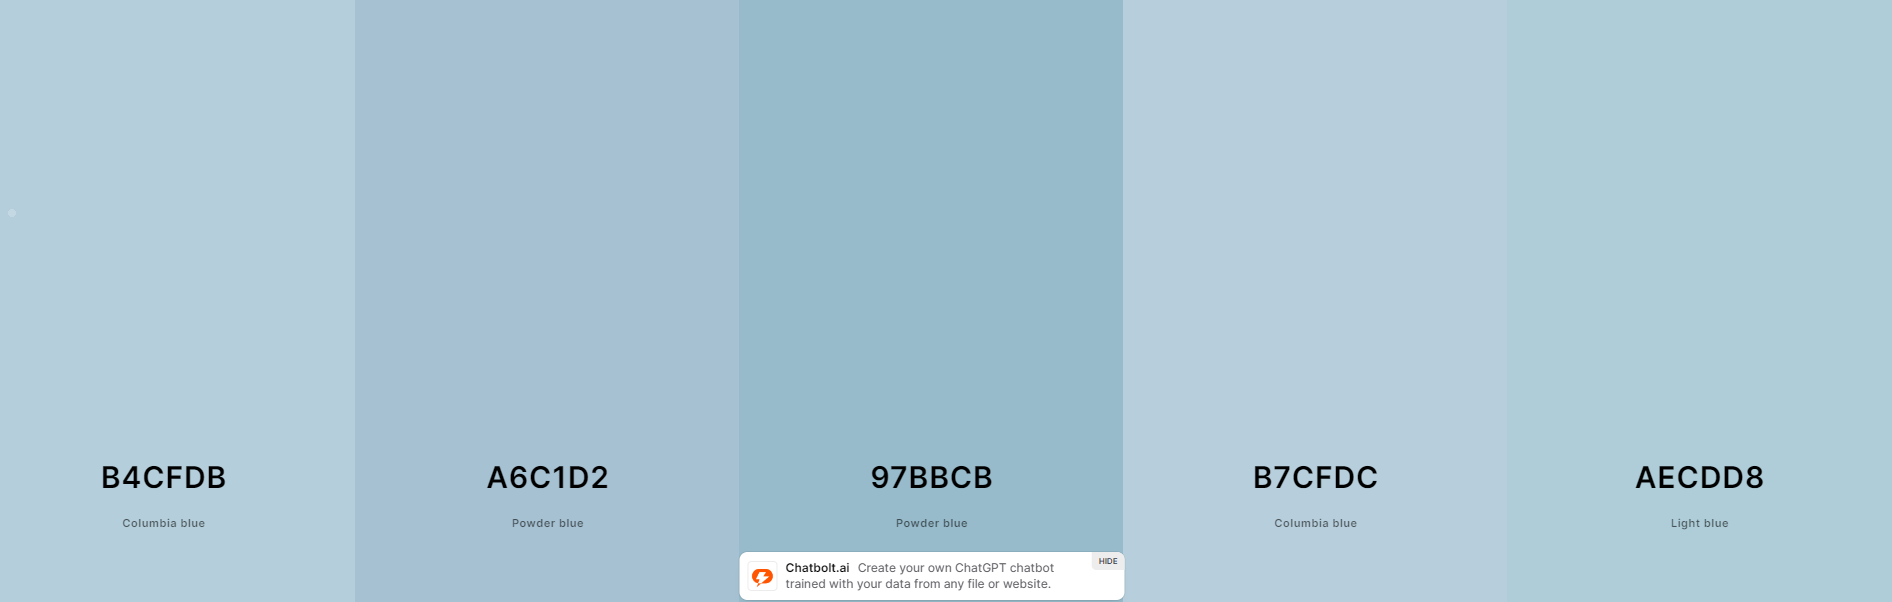 B4CFDB
Columbia blue
A6C1D2
Powder blue
97BBCB
Powder blue
B7CFDC
Columbia blue
AECDD8
Light blue
Chatbolt.ai Create your own ChatGPT chatbot
trained with your data from any file or website.
HIDE